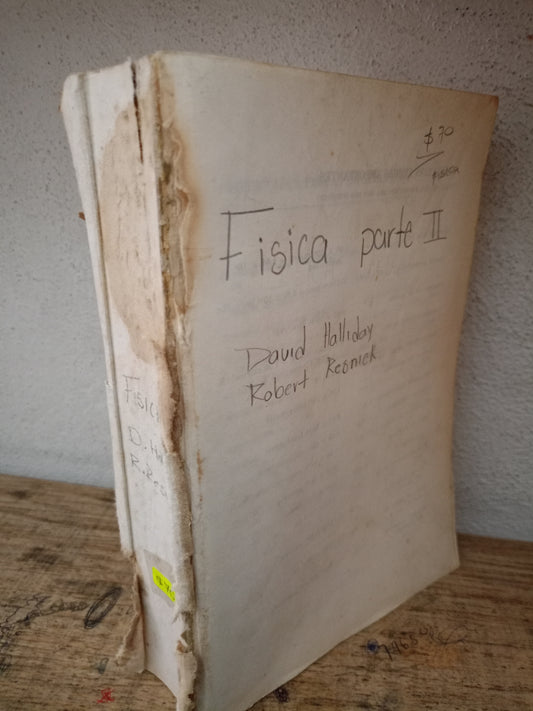 $ 70
Fisica parte II
David Halliday
Robert Resnick
Fisic
D. Ha
R. Res